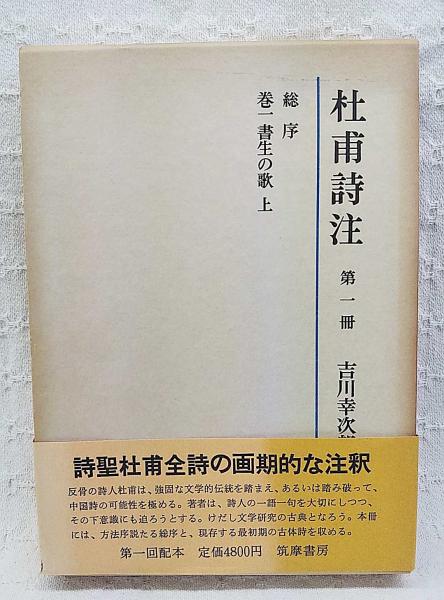 杜甫詩注 第一冊 吉川幸次郎
総序
巻一 書生の歌 上
詩聖杜甫全詩の画期的な注釈
反骨の詩人杜甫は、強固な文学的伝統を踏まえ、あるいは踏み破って、
中国詩の可能性を極める。著者は、詩人の一語一句を大切にしつつ、
その下意識にも迫ろうとする。けだし文学研究の古典となろう。本冊
には、方法序説たる総序と、現存する最初期の古体詩を収める。
第一回配本 定価4800円 筑摩書房